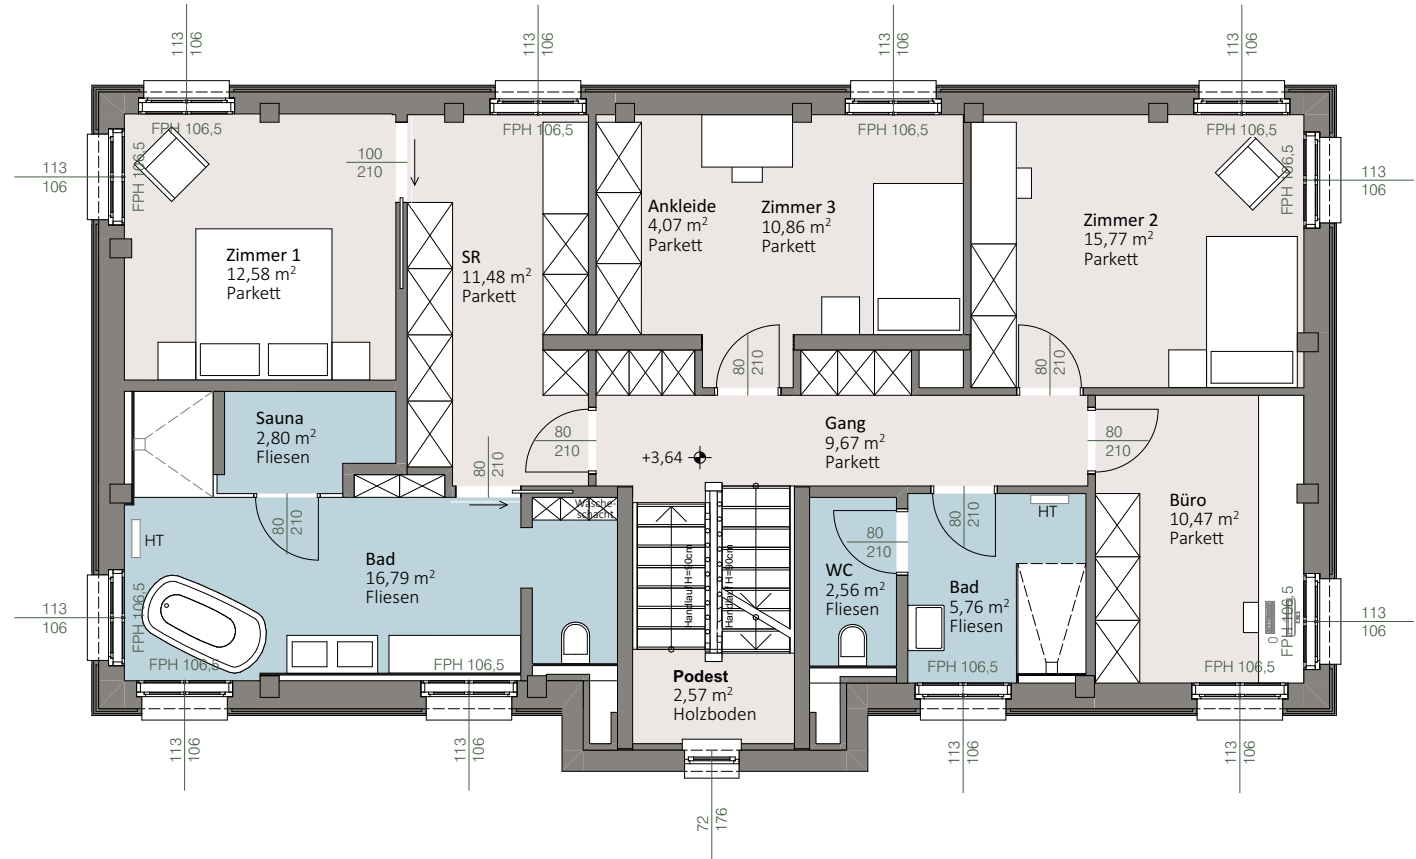 113
106
113
106
113
106
113
106
FPH 106,5
FPH 106,5
FPH 106,5
FPH 106,5
113
106
FPH 106,5
100
210
FPH 106,5
113
106
Zimmer 1
12,58 m²
Parkett
SR
11,48 m²
Parkett
Ankleide
4,07 m²
Parkett
Zimmer 3
10,86 m²
Parkett
Zimmer 2
15,77 m²
Parkett
80
210
80
210
Sauna
2,80 m²
Fliesen
80
210
80
210
+3,64
Gang
9,67 m²
Parkett
80
210
Büro
10,47 m²
Parkett
80
210
Wäsche-
schacht
80
210
80
210
HT
HT
Bad
16,79 m²
Fliesen
Handlauf H=90cm
Handlauf H=90cm
WC
2,56 m²
Fliesen
Bad
5,76 m²
Fliesen
113
106
FPH 106,5
FPH 106,5
113
106
FPH 106,5
FPH 106,5
FPH 106,5
FPH 106,5
Podest
2,57 m²
Holzboden
113
106
113
106
113
106
113
106
72
176